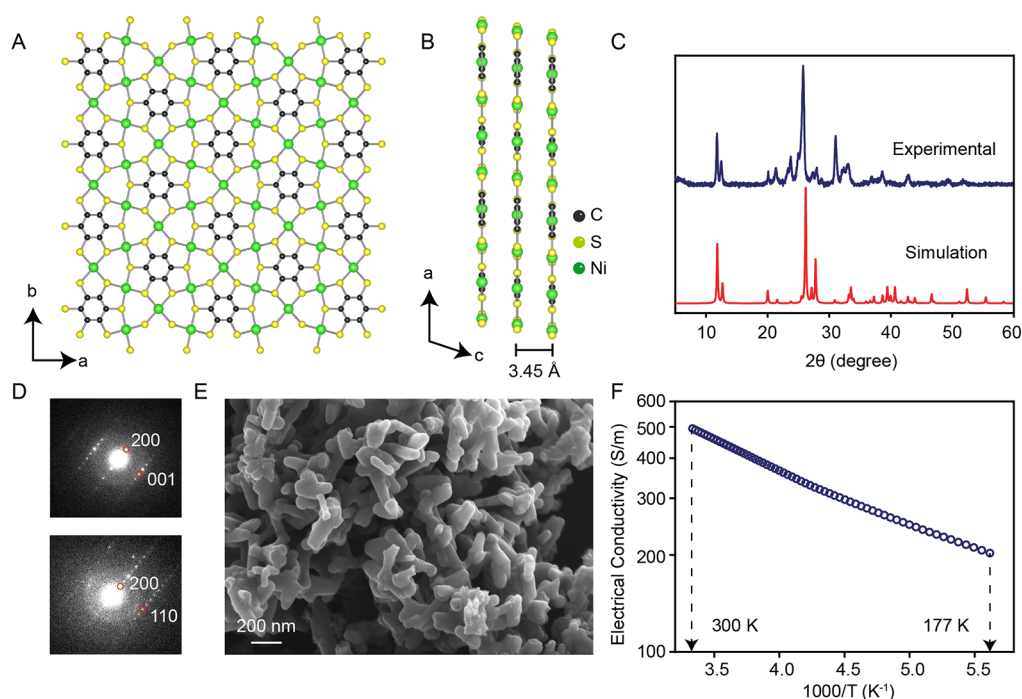 A
B
C
b
a
C
S
Ni
a
c
3.45 Å
Experimental
Simulation
10
20
30
40
50
60
2θ (degree)
D
200
001
200
110
E
200 nm
F
600
500
400
300
200
100
Electrical Conductivity (S/m)
300 K
177 K
3.5
4.0
4.5
5.0
5.5
1000/T (K⁻¹)